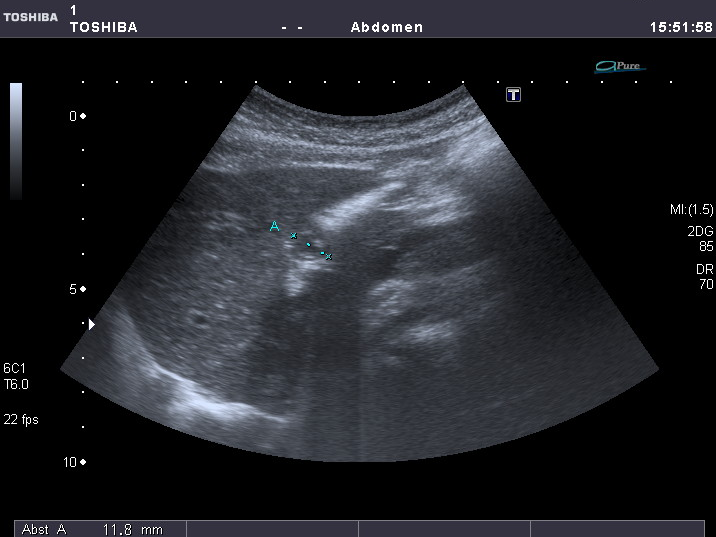 TOSHIBA
1
TOSHIBA - - Abdomen 15:51:58
aPure
T
0
A
MI:(1.5)
2DG
85
DR
70
5
6C1
T6.0
22 fps
10
Abst A 11.8 mm